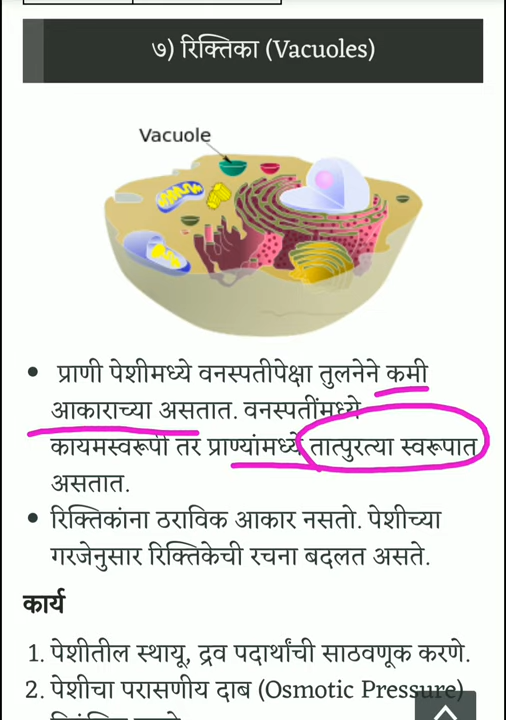 ७) रिक्तिका (Vacuoles)
Vacuole
• प्राणी पेशीमध्ये वनस्पतीपेक्षा तुलनेने कमी
आकाराच्या असतात. वनस्पतींमध्ये
कायमस्वरूपी तर प्राण्यांमध्ये तात्पुरत्या स्वरूपात
असतात.
• रिक्तिकांना ठराविक आकार नसतो. पेशीच्या
गरजेनुसार रिक्तिकेची रचना बदलत असते.
कार्य
1. पेशीतील स्थायू, द्रव पदार्थांची साठवणूक करणे.
2. पेशीचा परासणीय दाब (Osmotic Pressure)